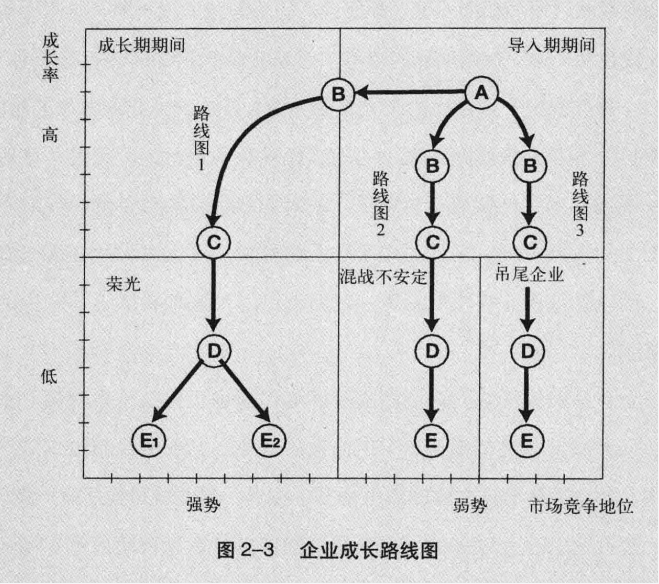 成长率
高
低
成长期期间
导入期期间
B
A
路线图1
B
B
路线图2
路线图3
C
C
C
荣光
混战不安定
吊尾企业
D
D
D
E1
E2
E
E
强势
弱势
市场竞争地位
图 2-3 企业成长路线图